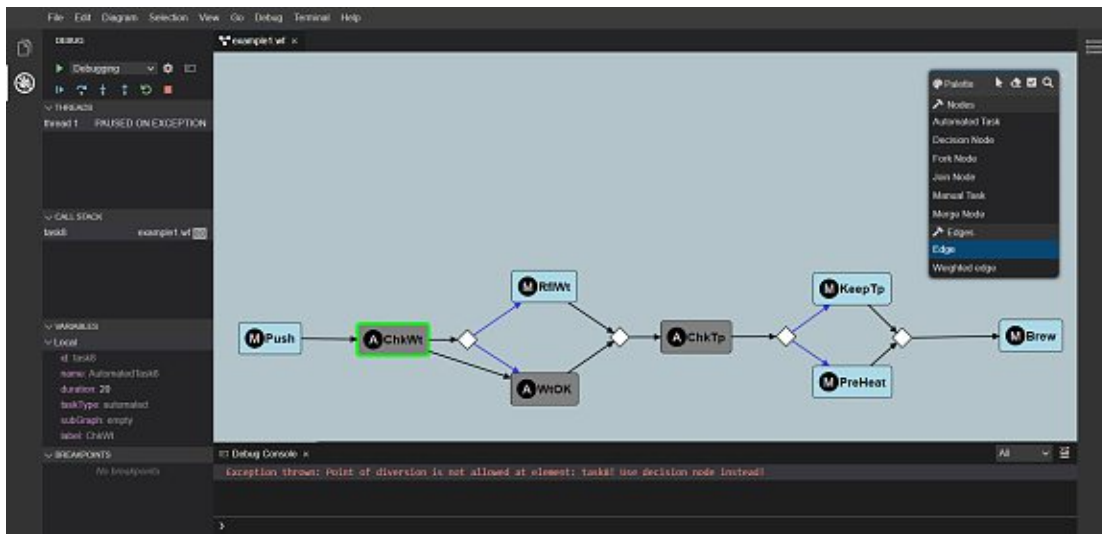 File Edit Diagram Selection View Go Debug Terminal Help
DEBUG
example1.wf ×
Debugging
THREADS
thread 1 PAUSED ON EXCEPTION
CALL STACK
task8 example1.wf
VARIABLES
Local
id: task8
name: AutomatedTask8
duration: 20
taskType: automated
subGraph: empty
label: ChkWt
BREAKPOINTS
No breakpoints
Palette
Nodes
Automated Task
Decision Node
Fork Node
Join Node
Manual Task
Merge Node
Edges
Edge
Weighted edge
M RflWt
M KeepTp
M Push
A ChkWt
A ChkTp
M Brew
A WtOK
M PreHeat
Debug Console ×
All
Exception thrown: Point of diversion is not allowed at element: task8! Use decision node instead!